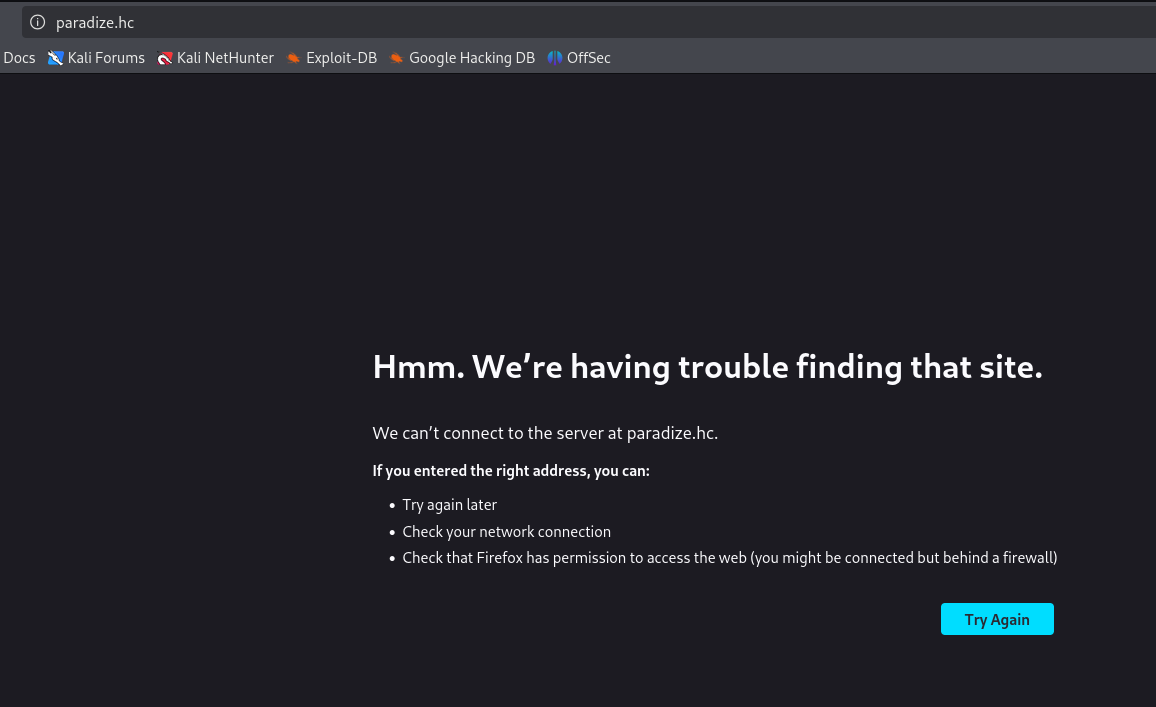 paradize.hc
Docs Kali Forums Kali NetHunter Exploit-DB Google Hacking DB OffSec
Hmm. We’re having trouble finding that site.
We can’t connect to the server at paradize.hc.
If you entered the right address, you can:
• Try again later
• Check your network connection
• Check that Firefox has permission to access the web (you might be connected but behind a firewall)
Try Again